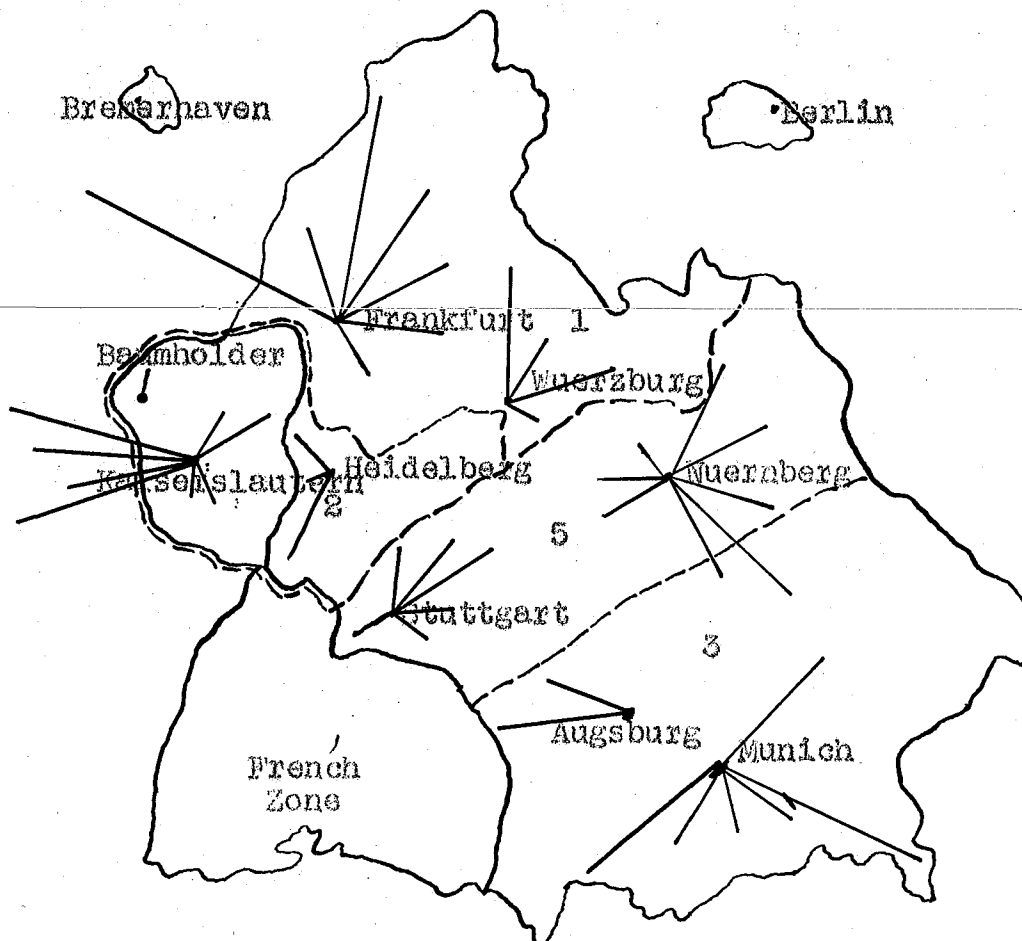 Bremerhaven
Berlin
Frankfurt 1
Baumholder
Wuerzburg
Heidelberg
Nuernberg
Kaiserslautern
2
5
Stuttgart
3
Augsburg
Munich
French
Zone